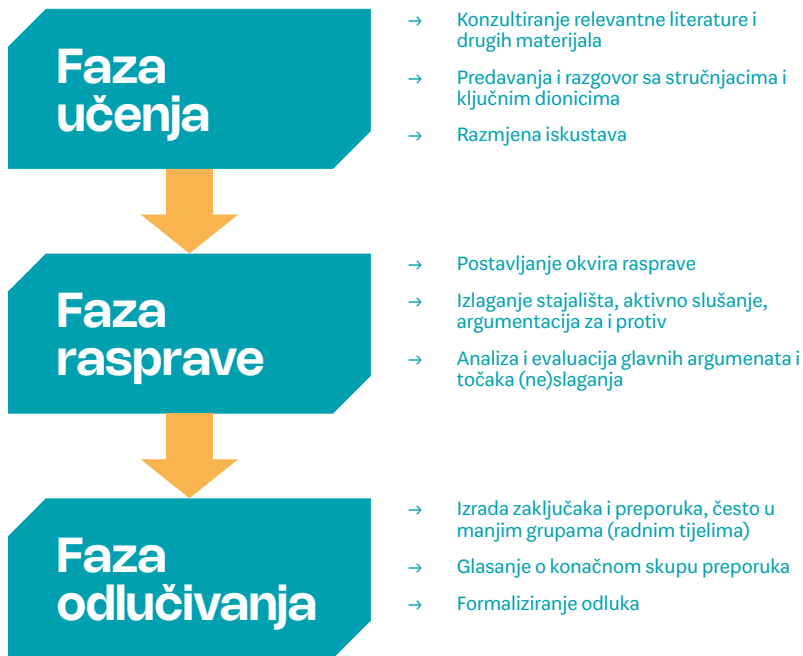 Faza
učenja
→ Konzultiranje relevantne literature i
drugih materijala
→ Predavanja i razgovor sa stručnjacima i
ključnim dionicima
→ Razmjena iskustava
Faza
rasprave
→ Postavljanje okvira rasprave
→ Izlaganje stajališta, aktivno slušanje,
argumentacija za i protiv
→ Analiza i evaluacija glavnih argumenata i
točaka (ne)slaganja
Faza
odlučivanja
→ Izrada zaključaka i preporuka, često u
manjim grupama (radnim tijelima)
→ Glasanje o konačnom skupu preporuka
→ Formaliziranje odluka